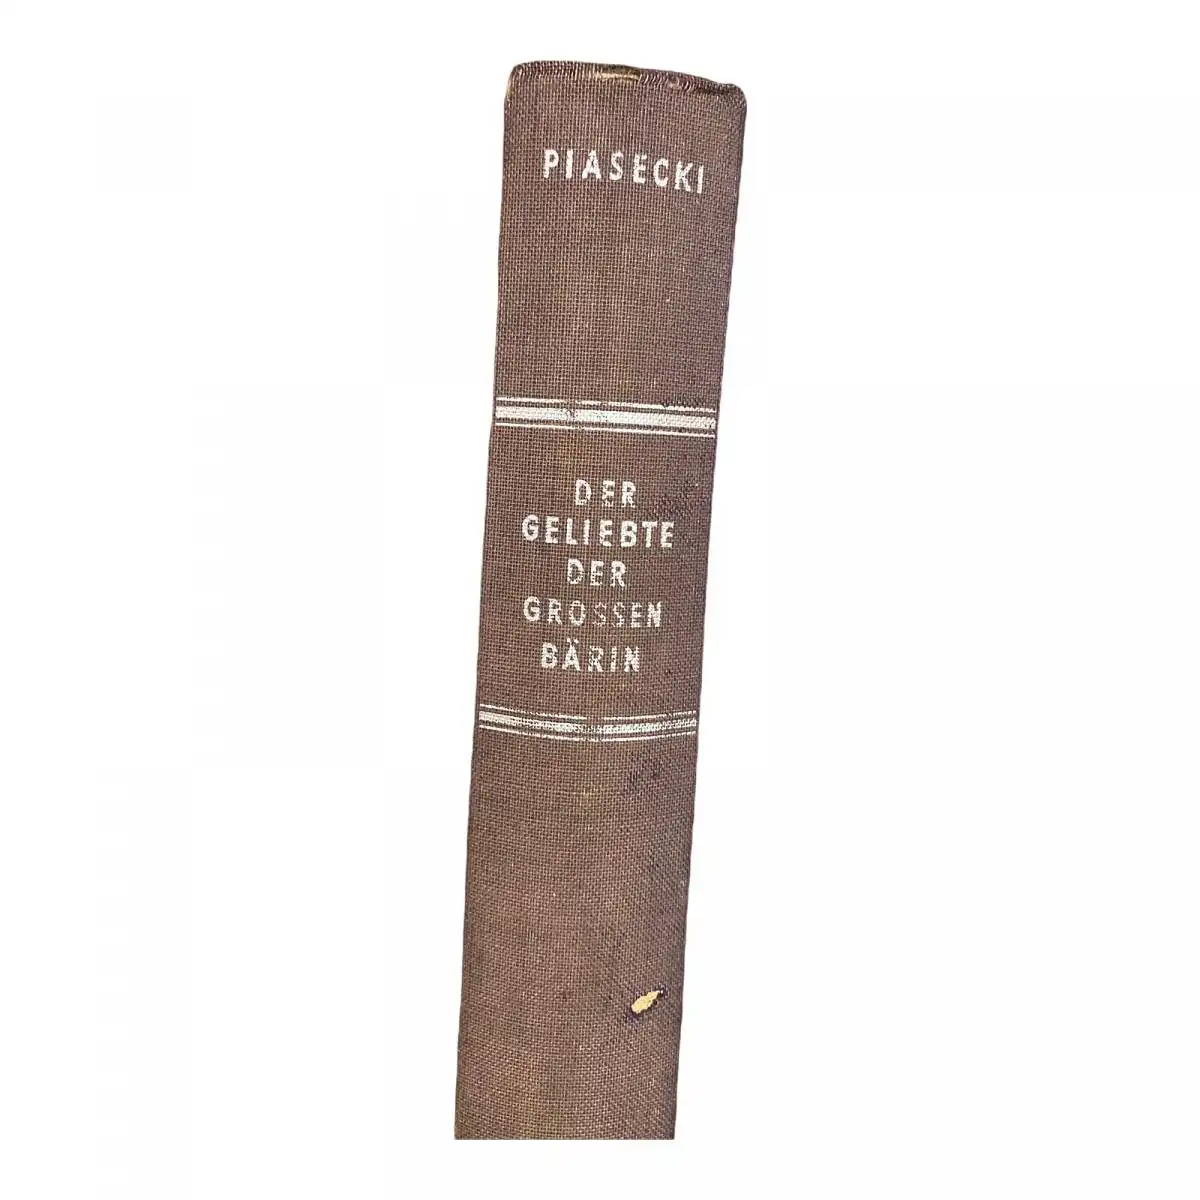 PIASECKI
DER
GELIEBTE
DER
GROSSEN
BÄRIN